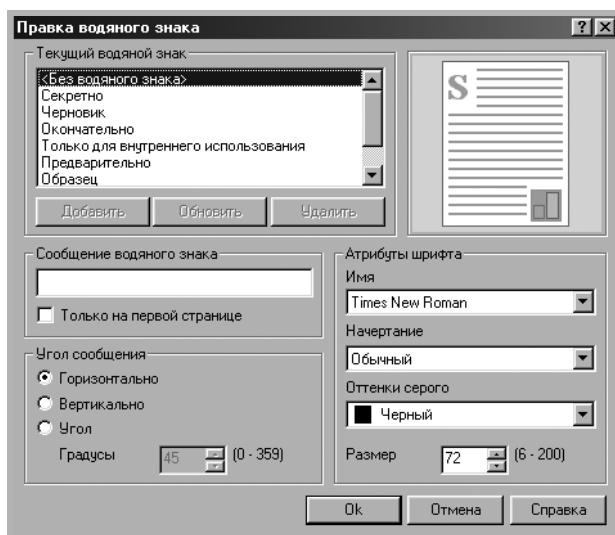 Правка водяного знака
Текущий водяной знак
<Без водяного знака>
Секретно
Черновик
Окончательно
Только для внутреннего использования
Предварительно
Образец
Добавить Обновить Удалить
S
Сообщение водяного знака
Только на первой странице
Угол сообщения
Горизонтально
Вертикально
Угол
Градусы 45 (0 - 359)
Атрибуты шрифта
Имя
Times New Roman
Начертание
Обычный
Оттенки серого
Черный
Размер 72 (6 - 200)
Ok Отмена Справка